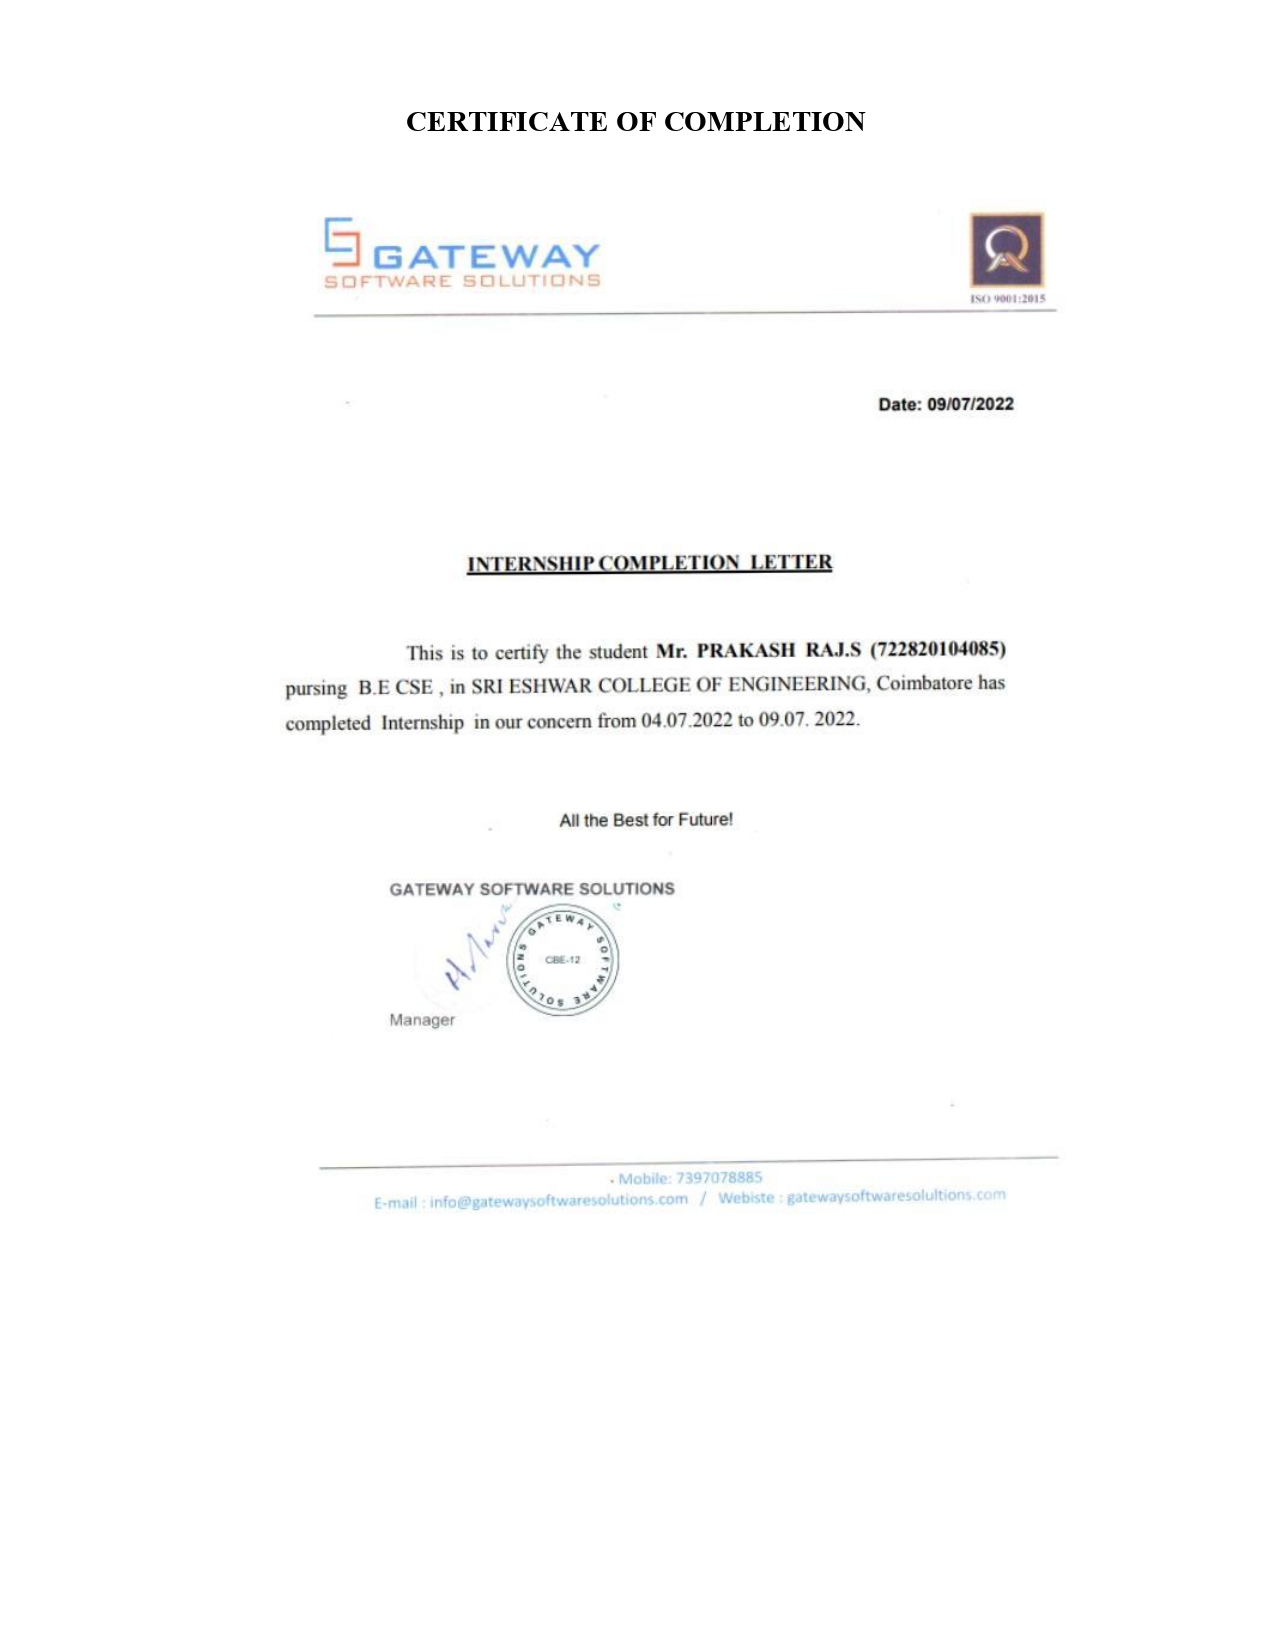 CERTIFICATE OF COMPLETION
GATEWAY
SOFTWARE SOLUTIONS
ISO 9001:2015
Date: 09/07/2022
INTERNSHIP COMPLETION LETTER
This is to certify the student Mr. PRAKASH RAJ.S (722820104085)
pursing B.E CSE , in SRI ESHWAR COLLEGE OF ENGINEERING, Coimbatore has
completed Internship in our concern from 04.07.2022 to 09.07. 2022.
All the Best for Future!
GATEWAY SOFTWARE SOLUTIONS
GATEWAY SOFTWARE SOLUTIONS
CBE-12
Manager
Mobile: 7397078885
E-mail : info@gatewaysoftwaresolutions.com / Webiste : gatewaysoftwaresolultions.com